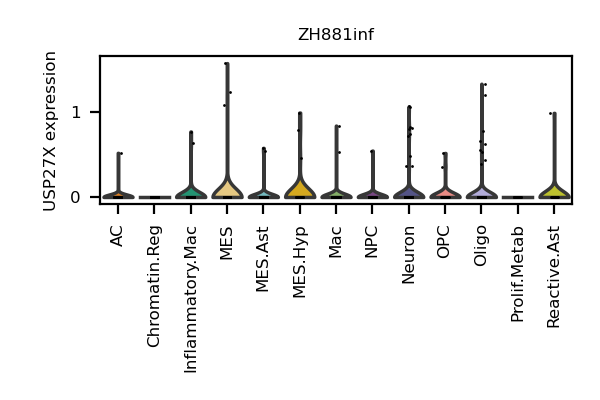 ZH881inf
USP27X expression
1
0
AC
Chromatin.Reg
Inflammatory.Mac
MES
MES.Ast
MES.Hyp
Mac
NPC
Neuron
OPC
Oligo
Prolif.Metab
Reactive.Ast